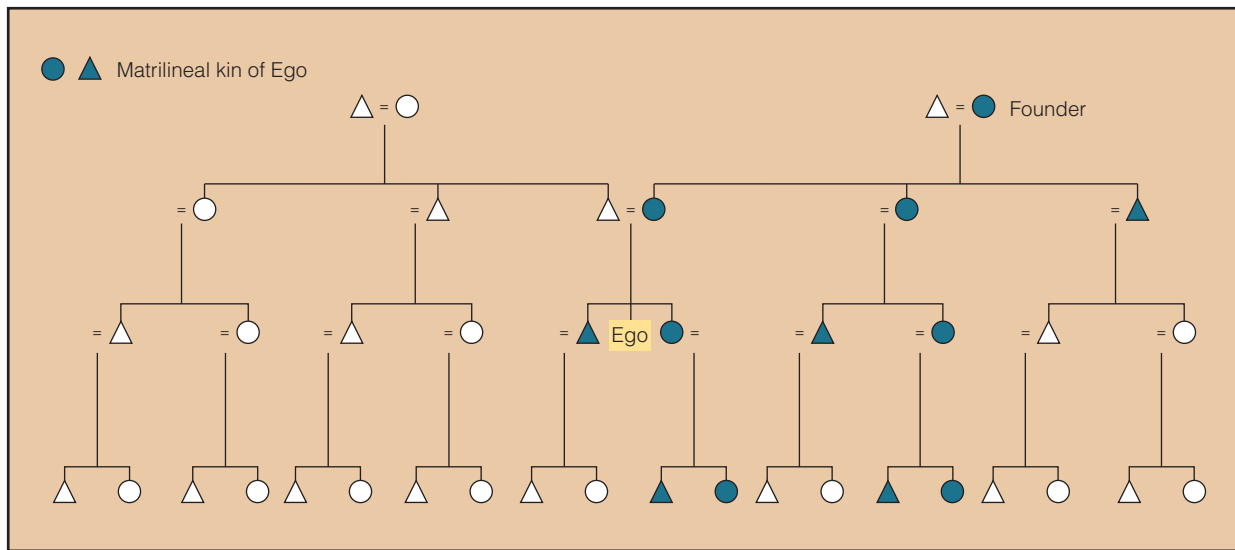 Matrilineal kin of Ego
=
= Founder
= = = = =
= = = Ego = = = = =
=